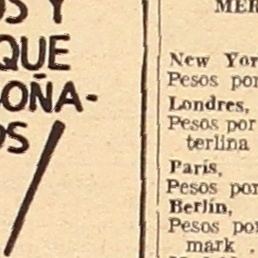 OS Y
QUE
OÑA-
OS
MER
New Yor
Pesos por
Londres,
Pesos por
terlina
París,
Pesos por
Berlín,
Pesos por
mark .